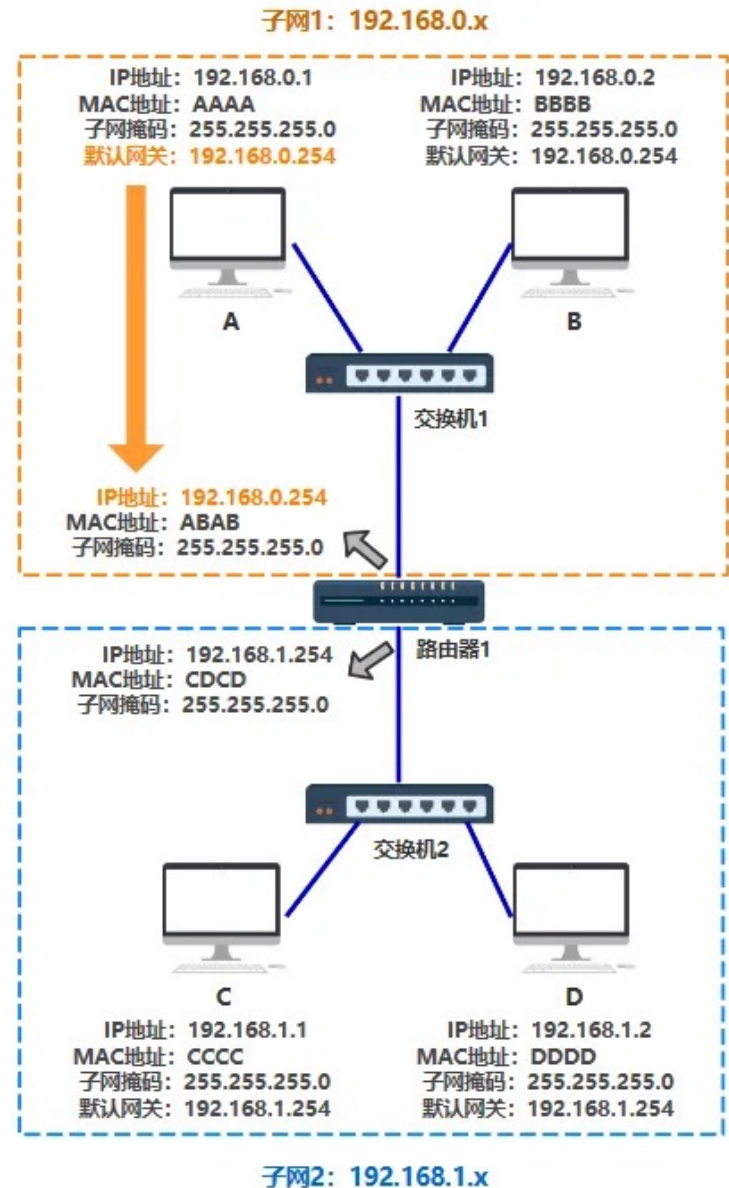 子网1：192.168.0.x
IP地址：192.168.0.1
MAC地址：AAAA
子网掩码：255.255.255.0
默认网关：192.168.0.254
IP地址：192.168.0.2
MAC地址：BBBB
子网掩码：255.255.255.0
默认网关：192.168.0.254
A
B
交换机1
IP地址：192.168.0.254
MAC地址：ABAB
子网掩码：255.255.255.0
路由器1
IP地址：192.168.1.254
MAC地址：CDCD
子网掩码：255.255.255.0
交换机2
C
D
IP地址：192.168.1.1
MAC地址：CCCC
子网掩码：255.255.255.0
默认网关：192.168.1.254
IP地址：192.168.1.2
MAC地址：DDDD
子网掩码：255.255.255.0
默认网关：192.168.1.254
子网2：192.168.1.x